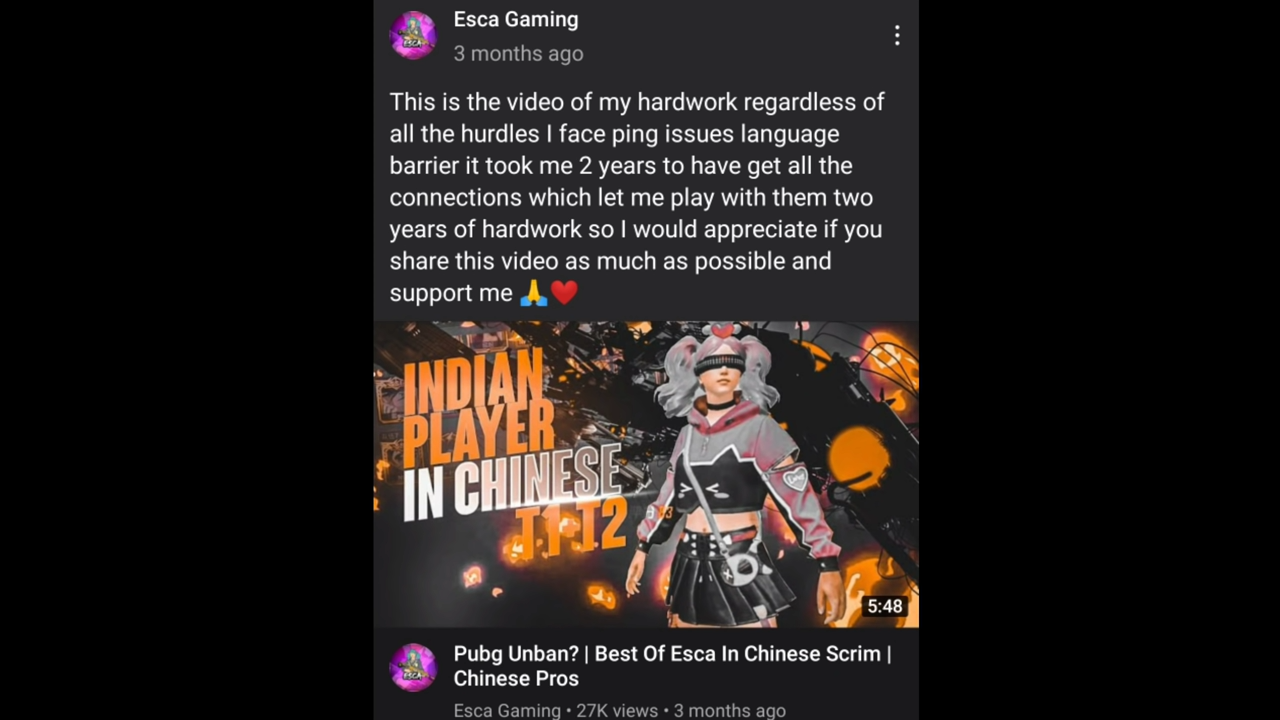 Esca Gaming
3 months ago
This is the video of my hardwork regardless of
all the hurdles I face ping issues language
barrier it took me 2 years to have get all the
connections which let me play with them two
years of hardwork so I would appreciate if you
share this video as much as possible and
support me 🙏❤️
INDIAN
PLAYER
IN CHINESE
T1 T2
5:48
Pubg Unban? | Best Of Esca In Chinese Scrim |
Chinese Pros
Esca Gaming • 27K views • 3 months ago